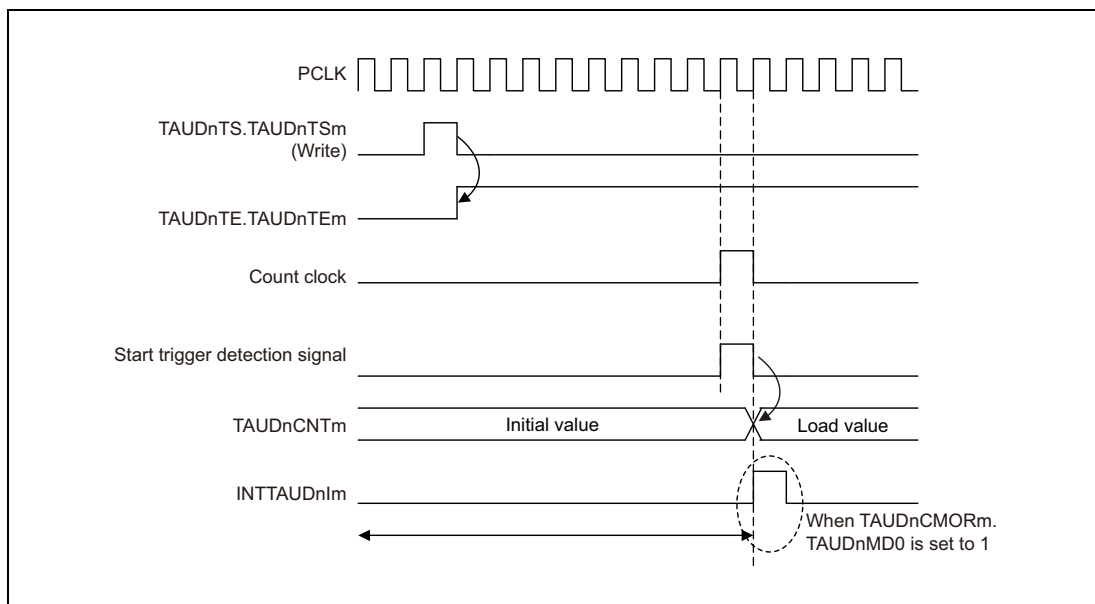 PCLK
TAUDnTS.TAUDnTSm
(Write)
TAUDnTE.TAUDnTEm
Count clock
Start trigger detection signal
TAUDnCNTm
Initial value
Load value
INTTAUDnIm
When TAUDnCMORm.
TAUDnMD0 is set to 1